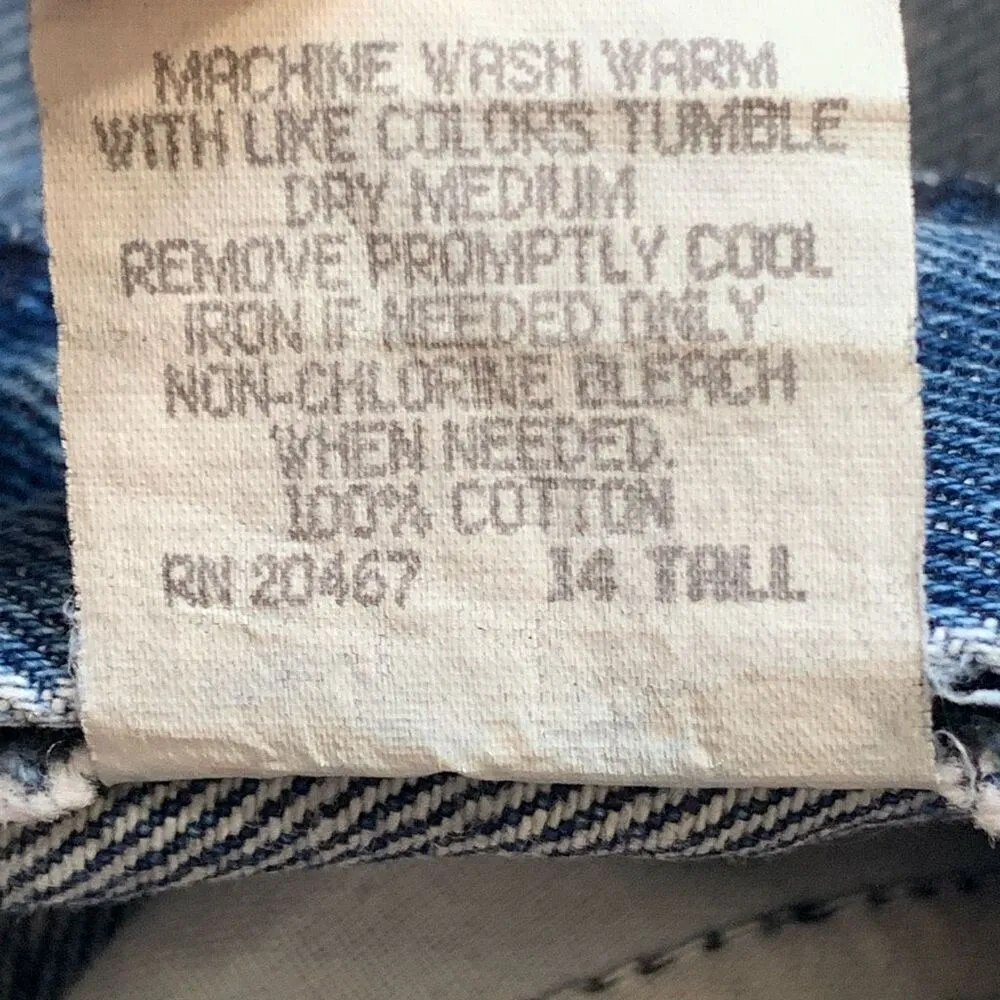 MACHINE WASH WARM
WITH LIKE COLORS TUMBLE
DRY MEDIUM
REMOVE PROMPTLY COOL
IRON IF NEEDED ONLY
NON-CHLORINE BLEACH
WHEN NEEDED.
100% COTTON
RN 20467 14 TALL